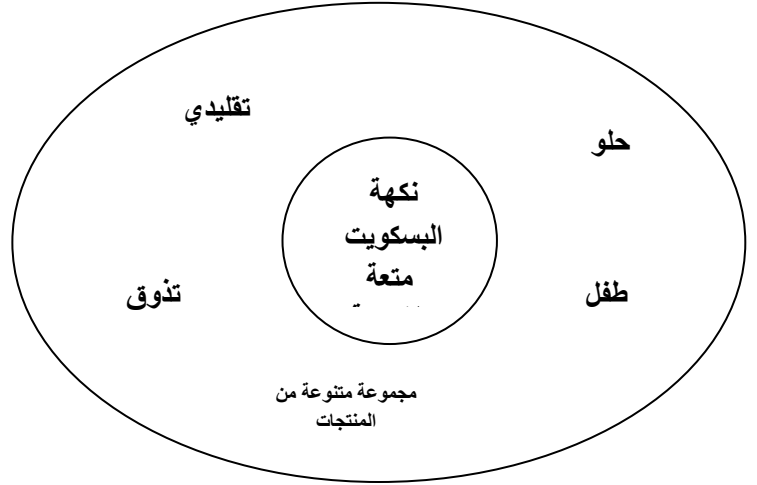 تقليدي
حلو
نكهة
البسكويت
متعة
طفل
تذوق
مجموعة متنوعة من
المنتجات